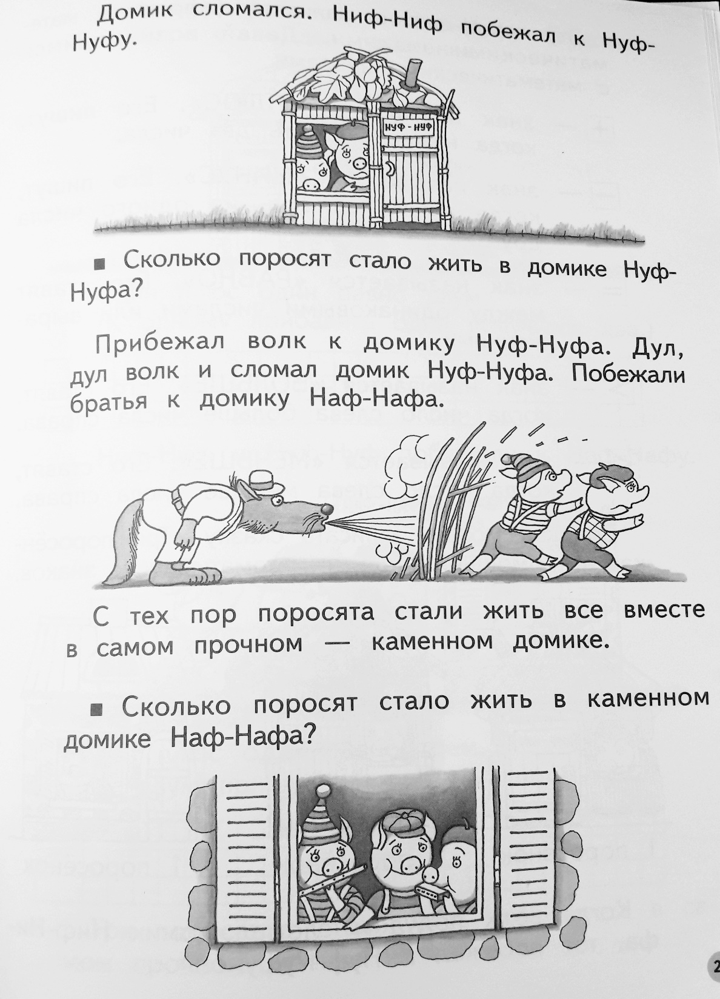 Домик сломался. Ниф-Ниф побежал к Нуф-
Нуфу.
НУФ - НУФ
▪ Сколько поросят стало жить в домике Нуф-
Нуфа?
Прибежал волк к домику Нуф-Нуфа. Дул,
дул волк и сломал домик Нуф-Нуфа. Побежали
братья к домику Наф-Нафа.
С тех пор поросята стали жить все вместе
в самом прочном — каменном домике.
▪ Сколько поросят стало жить в каменном
домике Наф-Нафа?